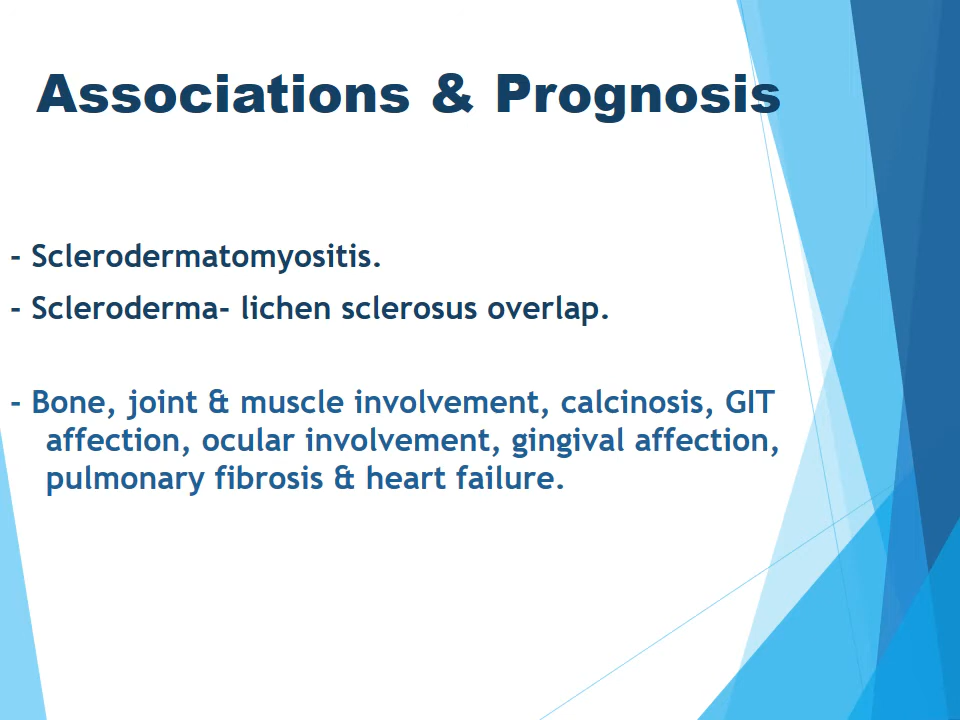 Associations & Prognosis
- Sclerodermatomyositis.
- Scleroderma- lichen sclerosus overlap.
- Bone, joint & muscle involvement, calcinosis, GIT
affection, ocular involvement, gingival affection,
pulmonary fibrosis & heart failure.